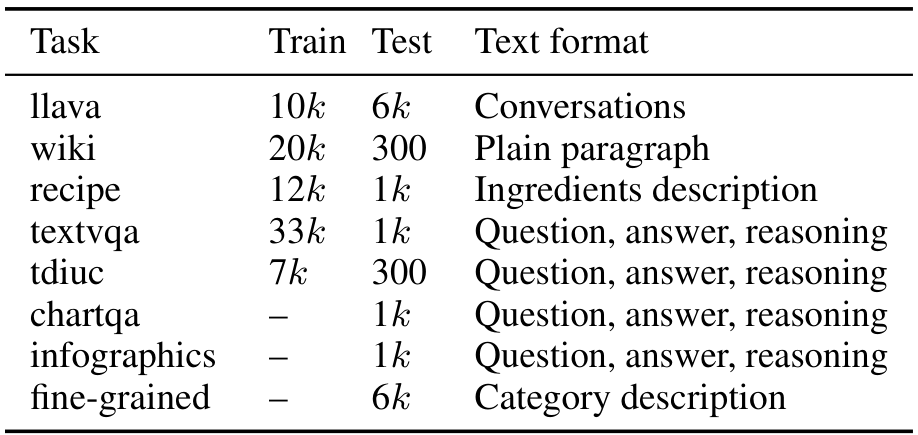 Task Train Test Text format
llava 10k 6k Conversations
wiki 20k 300 Plain paragraph
recipe 12k 1k Ingredients description
textvqa 33k 1k Question, answer, reasoning
tdiuc 7k 300 Question, answer, reasoning
chartqa – 1k Question, answer, reasoning
infographics – 1k Question, answer, reasoning
fine-grained – 6k Category description